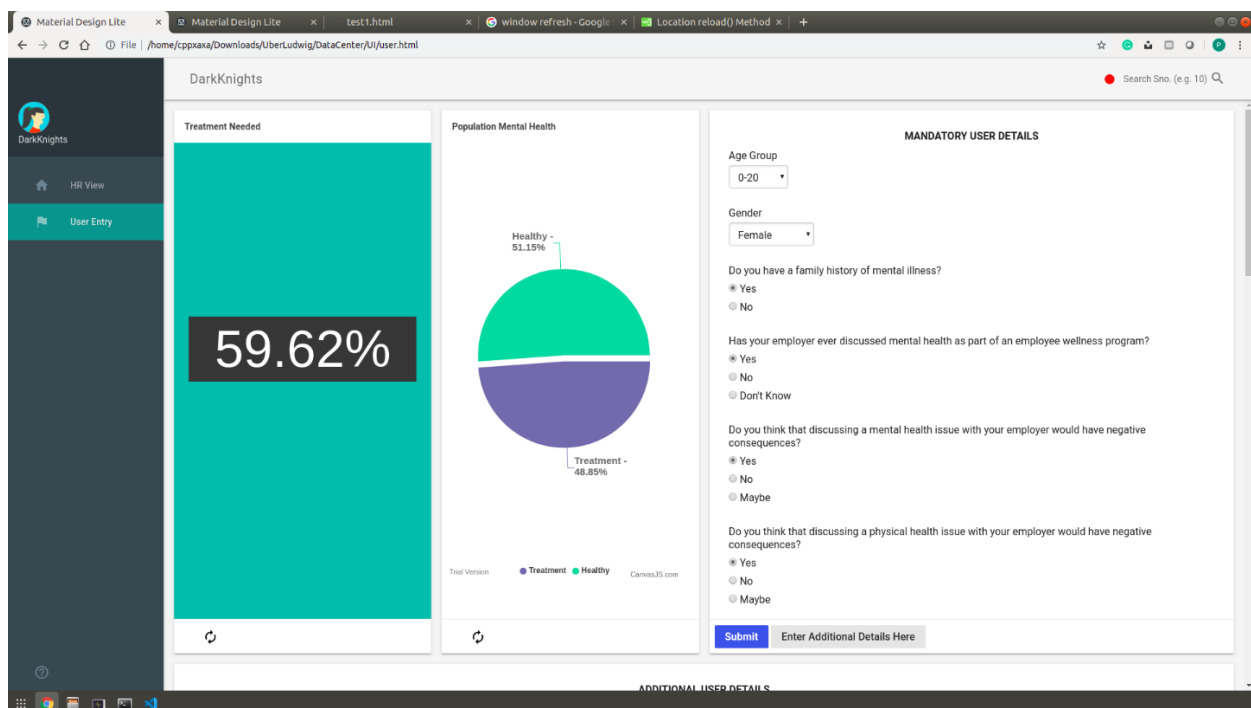 Material Design Lite
Material Design Lite
test1.html
window refresh - Google
Location reload() Method
File | /home/cppxaxa/Downloads/UberLudwig/DataCenter/UI/user.html
P
DarkKnights
HR View
User Entry
DarkKnights
Search Sno. (e.g. 10)
Treatment Needed
59.62%
Population Mental Health
Healthy -
51.15%
Treatment -
48.85%
Trial Version
Treatment Healthy
CanvasJS.com
MANDATORY USER DETAILS
Age Group
0-20
Gender
Female
Do you have a family history of mental illness?
Yes
No
Has your employer ever discussed mental health as part of an employee wellness program?
Yes
No
Don't Know
Do you think that discussing a mental health issue with your employer would have negative
consequences?
Yes
No
Maybe
Do you think that discussing a physical health issue with your employer would have negative
consequences?
Yes
No
Maybe
Submit
Enter Additional Details Here
ADDITIONAL USER DETAILS